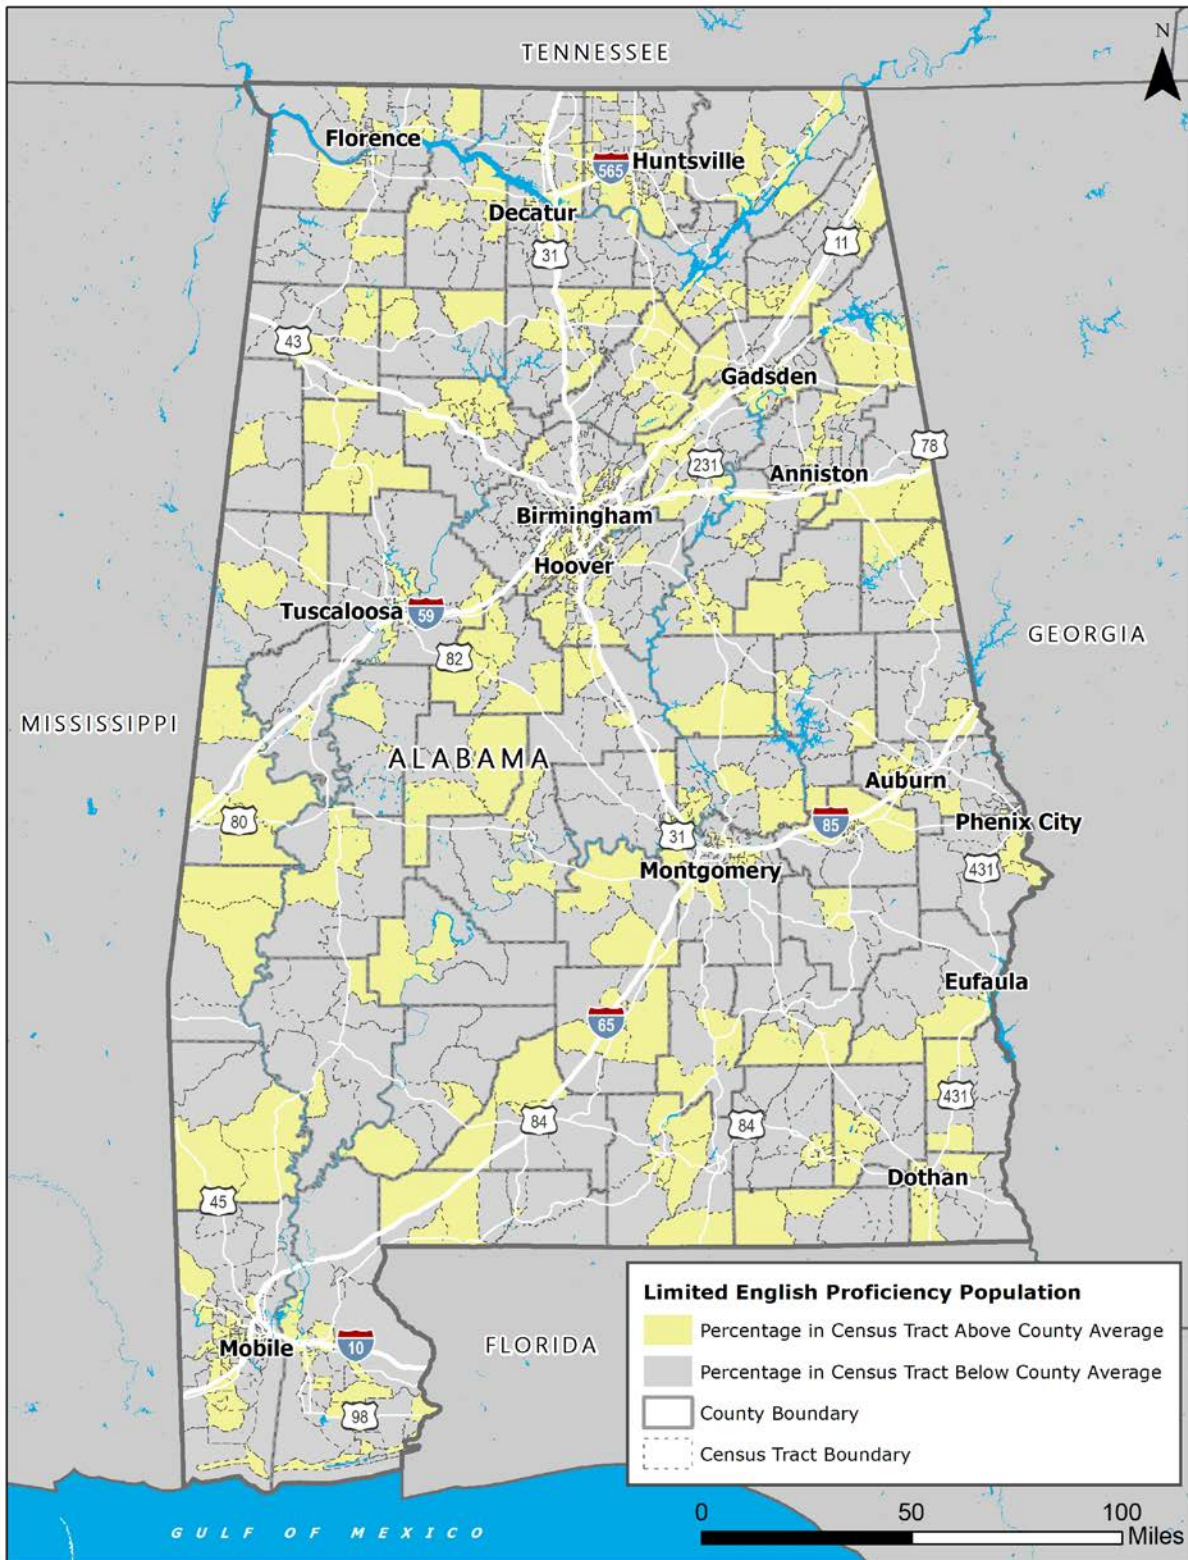 N
TENNESSEE
Florence
565
Huntsville
Decatur
31
11
43
Gadsden
78
231
Anniston
Birmingham
Hoover
Tuscaloosa
59
GEORGIA
82
MISSISSIPPI
ALABAMA
Auburn
80
85
Phenix City
31
Montgomery
431
Eufaula
65
431
84
84
Dothan
45
Mobile
10
FLORIDA
98
Limited English Proficiency Population
Percentage in Census Tract Above County Average
Percentage in Census Tract Below County Average
County Boundary
Census Tract Boundary
0 50 100
Miles
GULF OF MEXICO